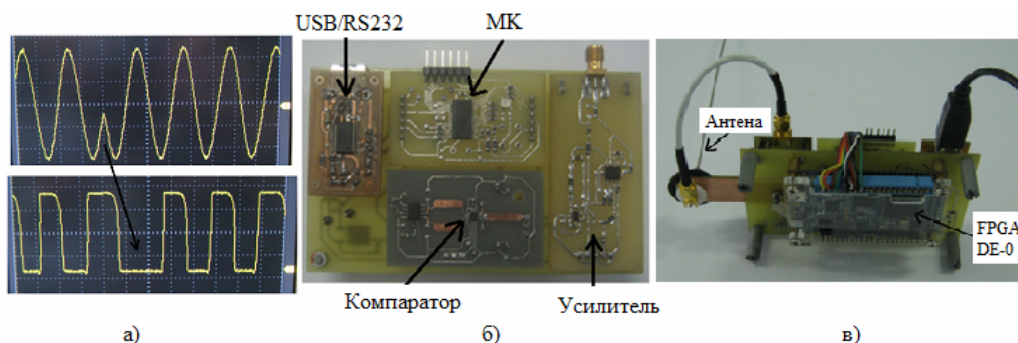 USB/RS232
МК
Компаратор
Усилитель
Антена
FPGA
DE-0
а)
б)
в)